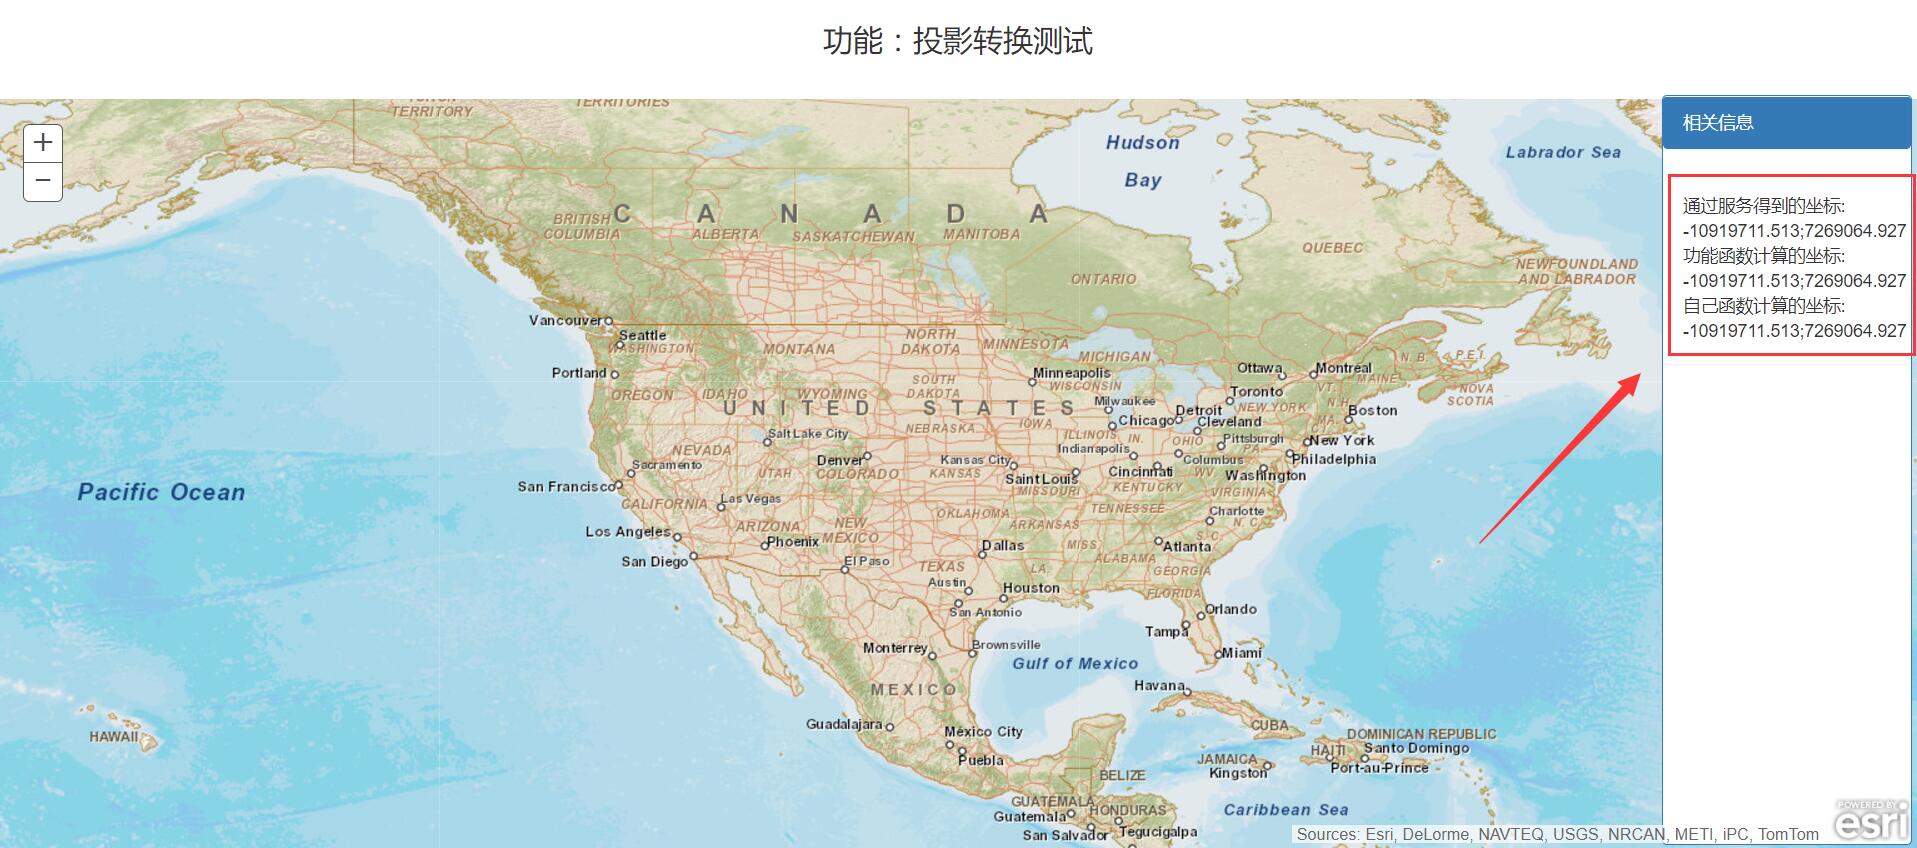 功能：投影转换测试
相关信息
通过服务得到的坐标:
-10919711.513;7269064.927
功能函数计算的坐标:
-10919711.513;7269064.927
自己函数计算的坐标:
-10919711.513;7269064.927
+
−
TERRITORY
TERRITORIES
Hudson
Bay
Labrador Sea
CANADA
BRITISH
COLUMBIA
ALBERTA
SASKATCHEWAN
MANITOBA
QUEBEC
ONTARIO
NEWFOUNDLAND
AND LABRADOR
Vancouver
Seattle
WASHINGTON
MONTANA
NORTH
DAKOTA
MINNESOTA
MICHIGAN
N.B.
P.E.I.
Portland
Minneapolis
WISCONSIN
Ottawa
Montreal
MAINE
NOVA
SCOTIA
OREGON
IDAHO
WYOMING
SOUTH
DAKOTA
Milwaukee
Toronto
VT.
N.H.
UNITED STATES
Detroit
NEW YORK
Boston
MA.
CT.
Chicago
Cleveland
NEBRASKA
IOWA
Salt Lake City
NEVADA
ILLINOIS
IN.
OHIO
Pittsburgh
PA.
New York
Indianapolis
Philadelphia
Sacramento
UTAH
Denver
COLORADO
Kansas City
KANSAS
Saint Louis
MISSOURI
Cincinnati
Columbus
WV.
Washington
San Francisco
CALIFORNIA
Las Vegas
KENTUCKY
VIRGINIA
Pacific Ocean
ARIZONA
NEW
MEXICO
OKLAHOMA
ARKANSAS
TENNESSEE
Charlotte
N.C.
Los Angeles
Phoenix
S.C.
Dallas
MISS
ALABAMA
Atlanta
San Diego
El Paso
TEXAS
LA.
GEORGIA
Austin
Houston
FLORIDA
San Antonio
Orlando
Tampa
Monterrey
Brownsville
Miami
Gulf of Mexico
MEXICO
Havana
Guadalajara
CUBA
HAWAII
Mexico City
DOMINICAN REPUBLIC
HAITI
Santo Domingo
Puebla
JAMAICA
Kingston
Port-au-Prince
BELIZE
GUATEMALA
HONDURAS
Guatemala
Caribbean Sea
San Salvador
Tegucigalpa
POWERED BY
esri
Sources: Esri, DeLorme, NAVTEQ, USGS, NRCAN, METI, iPC, TomTom